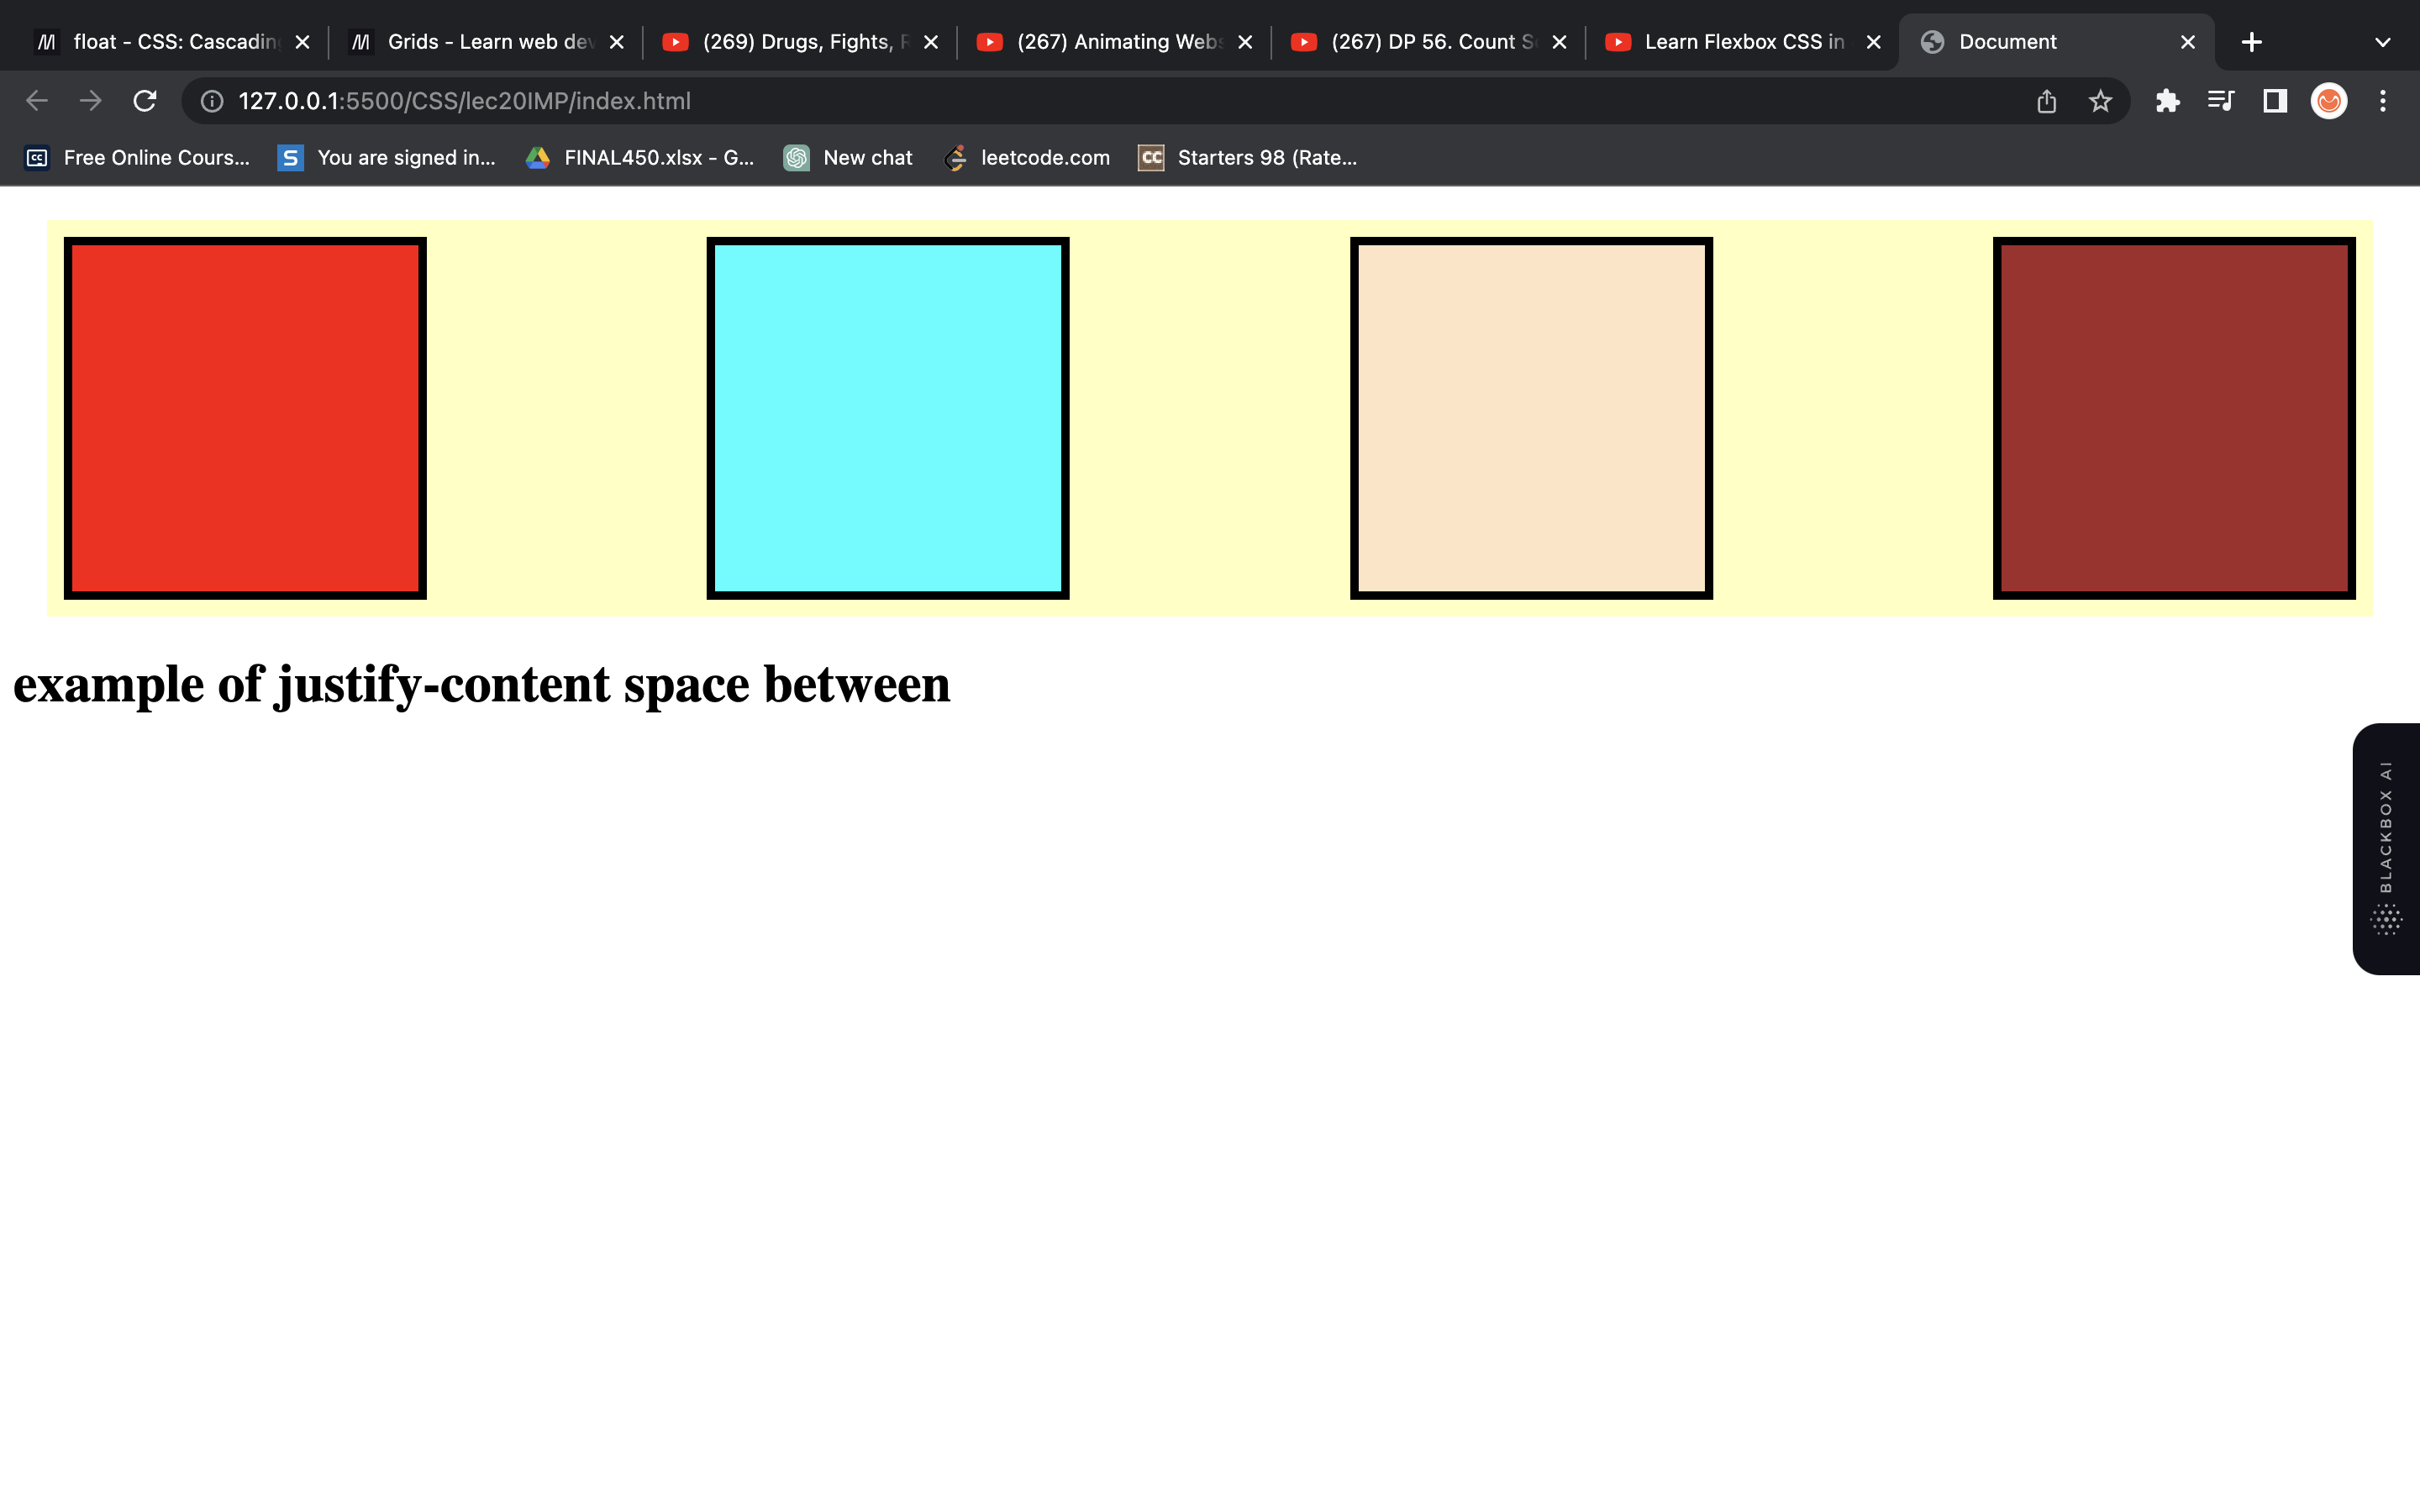 float - CSS: Cascading
Grids - Learn web dev
(269) Drugs, Fights,
(267) Animating Webs
(267) DP 56. Count S
Learn Flexbox CSS in
Document
127.0.0.1:5500/CSS/lec20IMP/index.html
Free Online Cours...
S You are signed in...
FINAL450.xlsx - G...
New chat
leetcode.com
CC Starters 98 (Rate...
example of justify-content space between
BLACKBOX AI